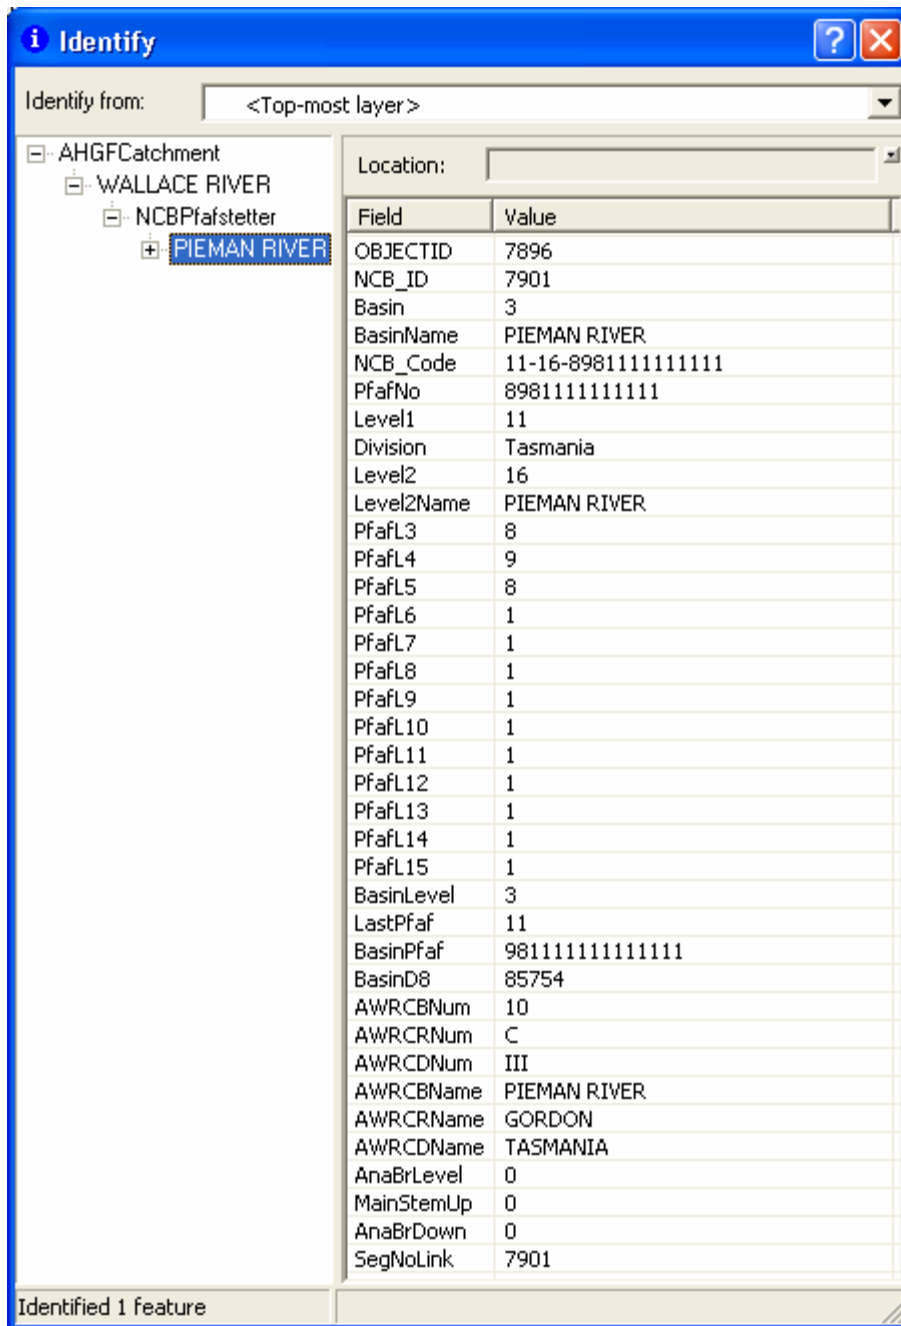 Identify
Identify from: <Top-most layer>
AHGFCatchment
WALLACE RIVER
NCBPfafstetter
PIEMAN RIVER
Location:
Field Value
OBJECTID 7896
NCB_ID 7901
Basin 3
BasinName PIEMAN RIVER
NCB_Code 11-16-8981111111111
PfafNo 8981111111111
Level1 11
Division Tasmania
Level2 16
Level2Name PIEMAN RIVER
PfafL3 8
PfafL4 9
PfafL5 8
PfafL6 1
PfafL7 1
PfafL8 1
PfafL9 1
PfafL10 1
PfafL11 1
PfafL12 1
PfafL13 1
PfafL14 1
PfafL15 1
BasinLevel 3
LastPfaf 11
BasinPfaf 981111111111111
BasinD8 85754
AWRCBNum 10
AWRCRNum C
AWRCDNum III
AWRCBName PIEMAN RIVER
AWRCRName GORDON
AWRCDName TASMANIA
AnaBrLevel 0
MainStemUp 0
AnaBrDown 0
SegNoLink 7901
Identified 1 feature